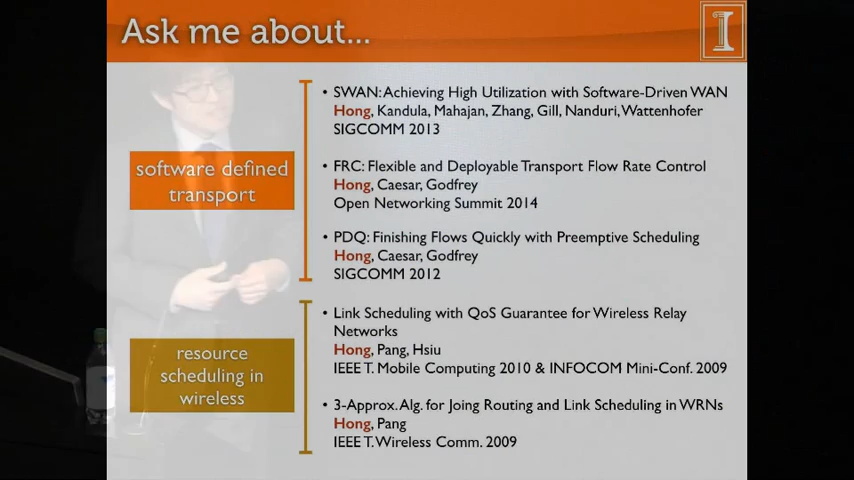 Ask me about...
I
software defined
transport
• SWAN: Achieving High Utilization with Software-Driven WAN
Hong, Kandula, Mahajan, Zhang, Gill, Nanduri, Wattenhofer
SIGCOMM 2013
• FRC: Flexible and Deployable Transport Flow Rate Control
Hong, Caesar, Godfrey
Open Networking Summit 2014
• PDQ: Finishing Flows Quickly with Preemptive Scheduling
Hong, Caesar, Godfrey
SIGCOMM 2012
resource
scheduling in
wireless
• Link Scheduling with QoS Guarantee for Wireless Relay
Networks
Hong, Pang, Hsiu
IEEE T. Mobile Computing 2010 & INFOCOM Mini-Conf. 2009
• 3-Approx. Alg. for Joing Routing and Link Scheduling in WRNs
Hong, Pang
IEEE T. Wireless Comm. 2009